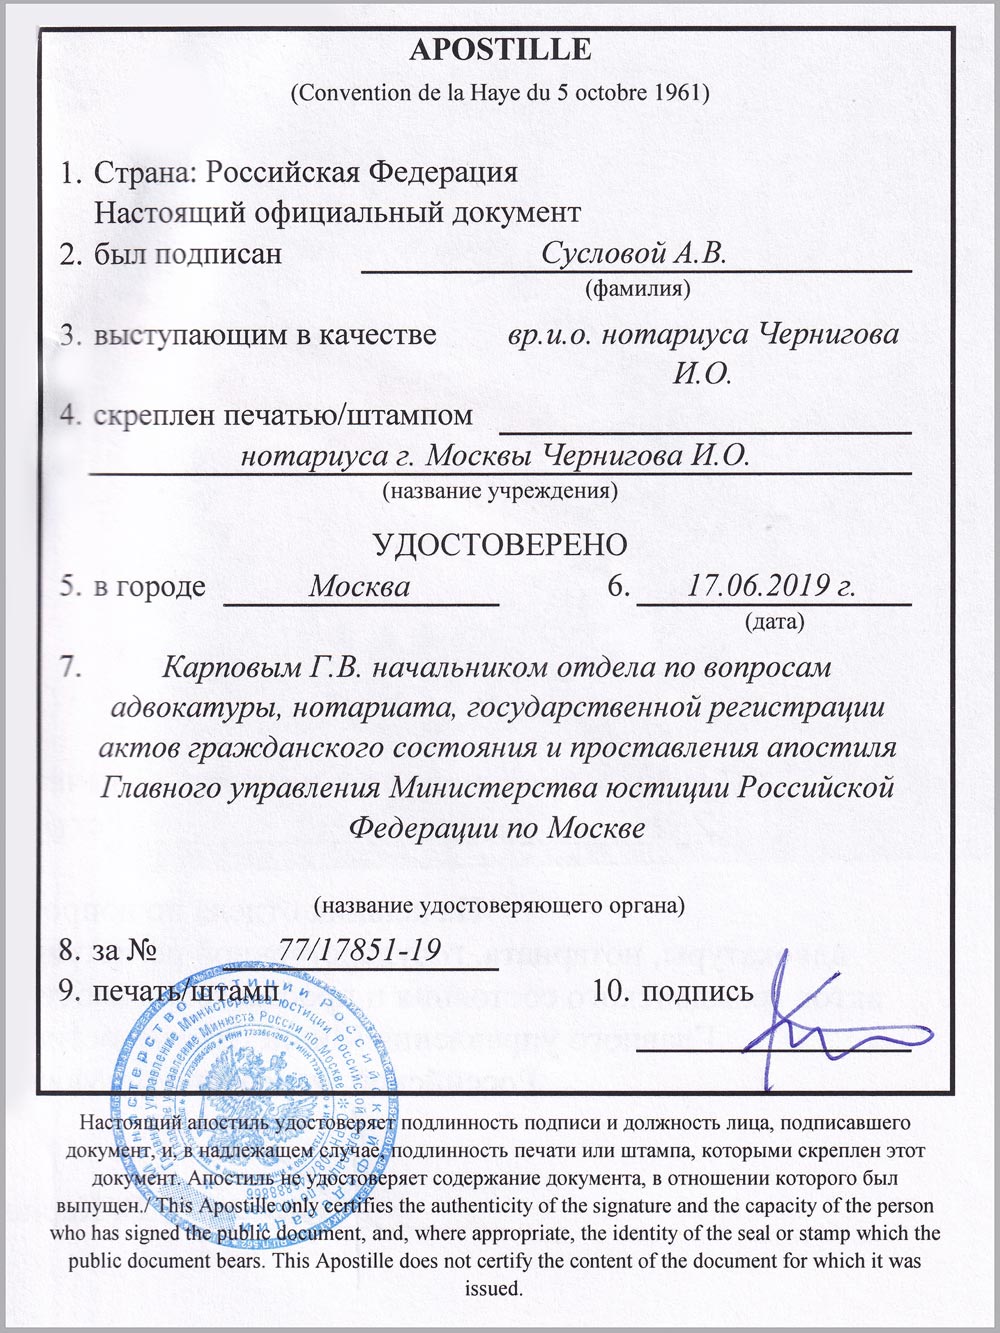 APOSTILLE
(Convention de la Haye du 5 octobre 1961)
1. Страна: Российская Федерация
Настоящий официальный документ
2. был подписан Сусловой А.В.
(фамилия)
3. выступающим в качестве вр.и.о. нотариуса Чернигова
И.О.
4. скреплен печатью/штампом
нотариуса г. Москвы Чернигова И.О.
(название учреждения)
УДОСТОВЕРЕНО
5. в городе Москва 6. 17.06.2019 г.
(дата)
7. Карповым Г.В. начальником отдела по вопросам
адвокатуры, нотариата, государственной регистрации
актов гражданского состояния и проставления апостиля
Главного управления Министерства юстиции Российской
Федерации по Москве
(название удостоверяющего органа)
8. за № 77/17851-19
9. печать/штамп 10. подпись
Министерство юстиции Российской Федерации
Главное управление Министерства юстиции Российской Федерации по Москве
Настоящий апостиль удостоверяет подлинность подписи и должность лица, подписавшего
документ, и, в надлежащем случае, подлинность печати или штампа, которыми скреплен этот
документ. Апостиль не удостоверяет содержание документа, в отношении которого был
выпущен./ This Apostille only certifies the authenticity of the signature and the capacity of the person
who has signed the public document, and, where appropriate, the identity of the seal or stamp which the
public document bears. This Apostille does not certify the content of the document for which it was
issued.